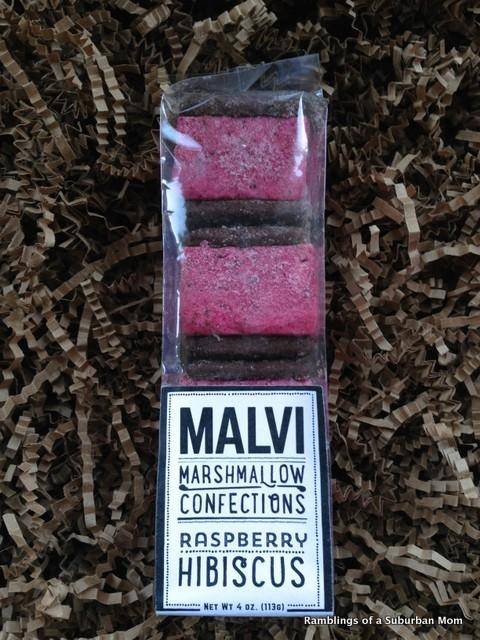 MALVI
MARSHMALLOW
CONFECTIONS
RASPBERRY
HIBISCUS
NET WT 4 OZ. (113G)
Ramblings of a Suburban Mom